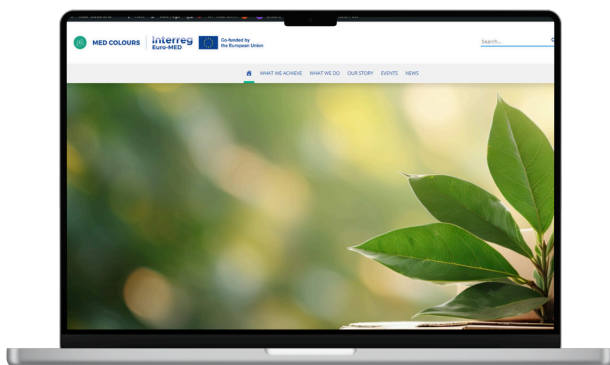 MED COLOURS
Interreg
Euro-MED
Co-funded by
the European Union
Search...
WHAT WE ACHIEVE WHAT WE DO OUR STORY EVENTS NEWS